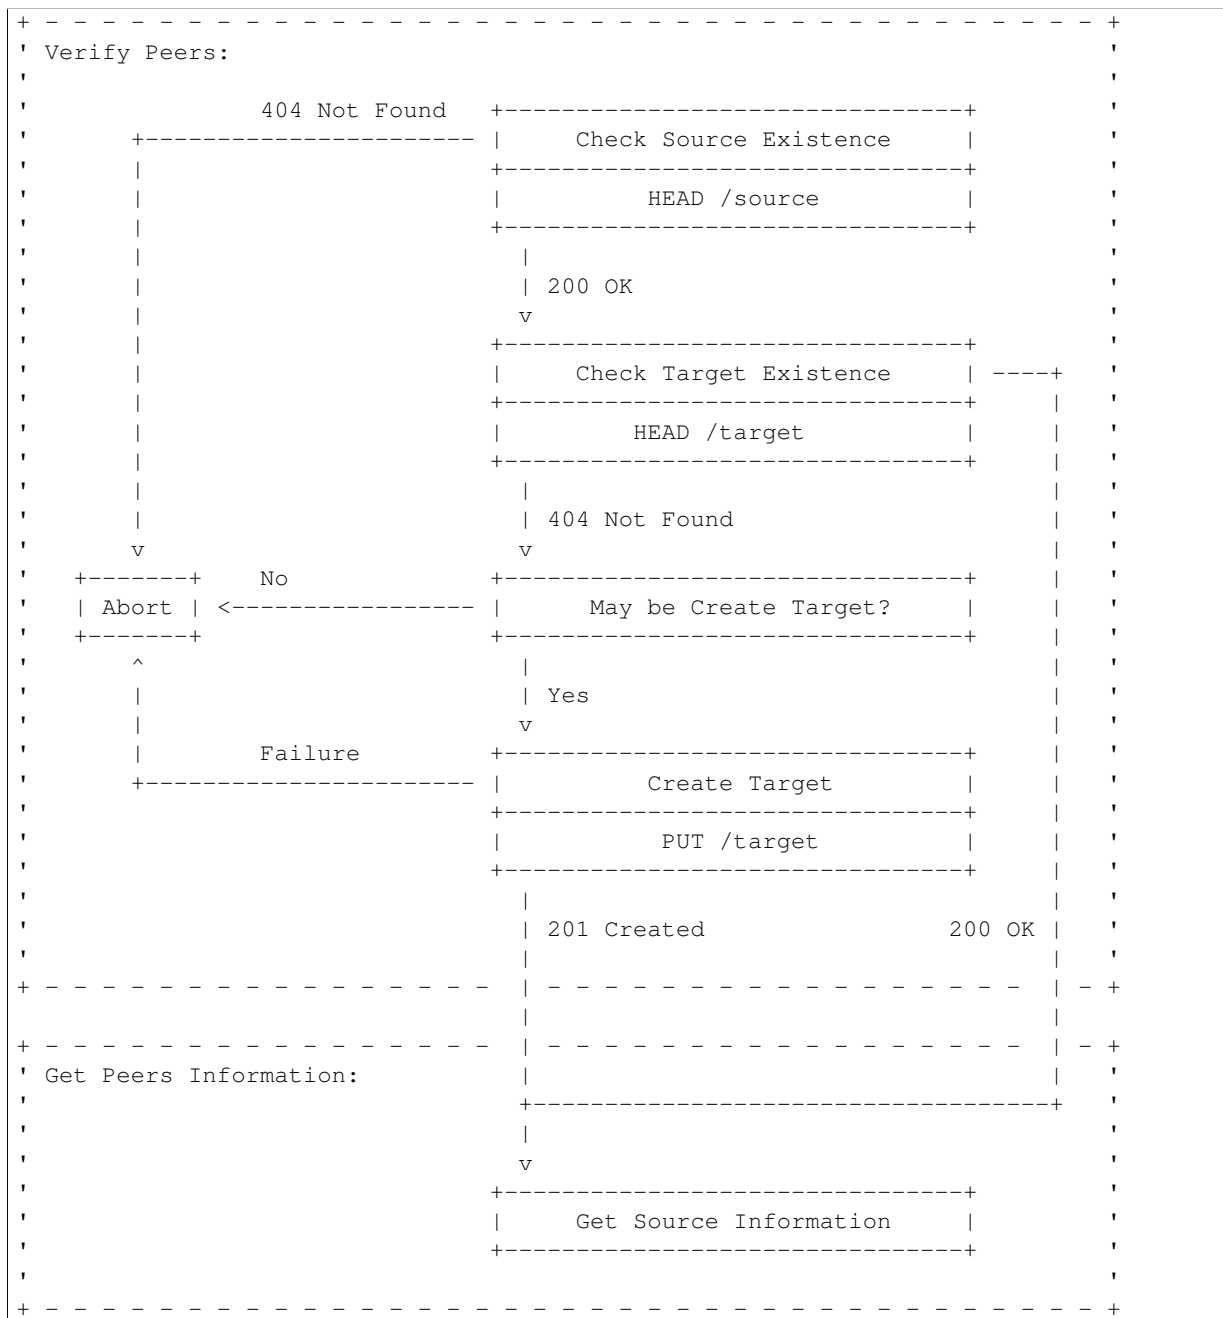 Verify Peers:
404 Not Found
Check Source Existence
HEAD /source
200 OK
Check Target Existence
HEAD /target
404 Not Found
No
Abort
May be Create Target?
Yes
Failure
Create Target
PUT /target
201 Created 200 OK
Get Peers Information:
Get Source Information